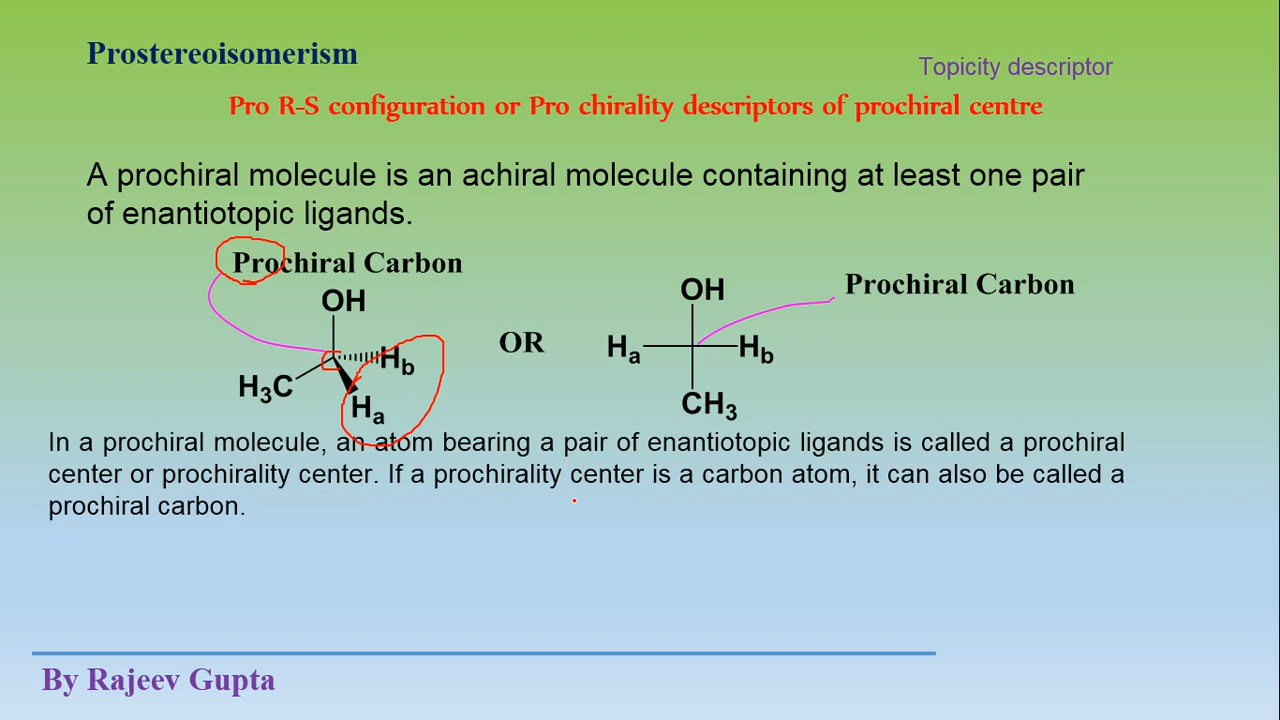 Prostereoisomerism
Topicity descriptor
Pro R-S configuration or Pro chirality descriptors of prochiral centre
A prochiral molecule is an achiral molecule containing at least one pair
of enantiotopic ligands.
Prochiral Carbon
OH
H₃C
Hb
Ha
OR
OH
Ha
Hb
CH₃
Prochiral Carbon
In a prochiral molecule, an atom bearing a pair of enantiotopic ligands is called a prochiral
center or prochirality center. If a prochirality center is a carbon atom, it can also be called a
prochiral carbon.
By Rajeev Gupta